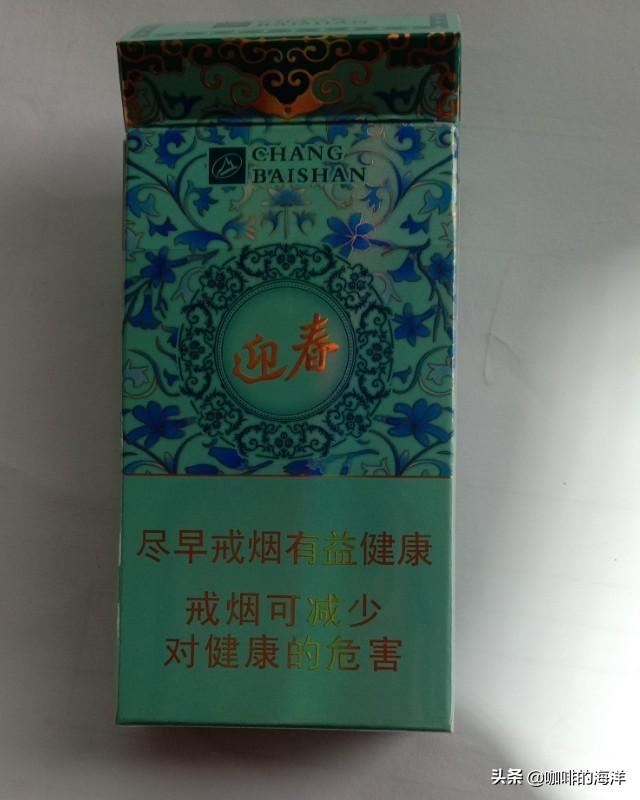 CHANG
BAISHAN
迎春
尽早戒烟有益健康
戒烟可减少
对健康的危害
头条 @咖啡的海洋